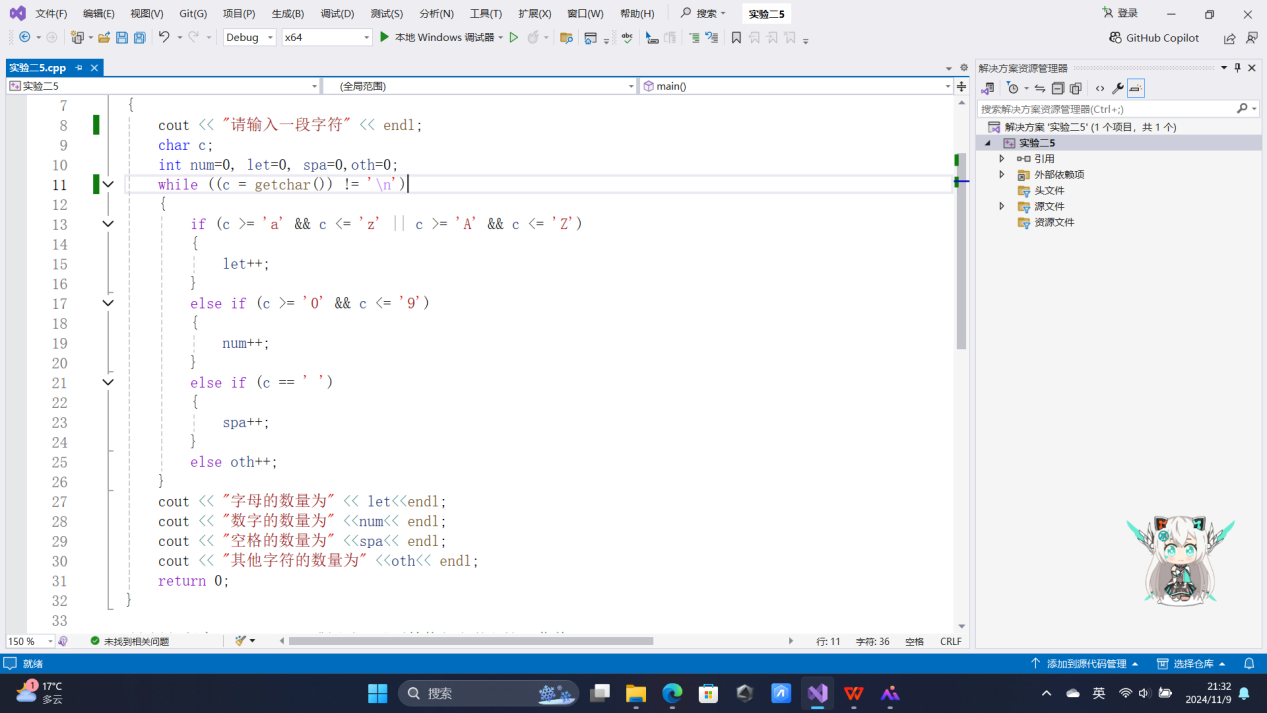 文件(F) 编辑(E) 视图(V) Git(G) 项目(P) 生成(B) 调试(D) 测试(S) 分析(N) 工具(T) 扩展(X) 窗口(W) 帮助(H) 搜索 实验二5 登录
Debug x64 本地 Windows 调试器 GitHub Copilot
实验二5.cpp
实验二5 (全局范围) main()
7 {
8 cout << "请输入一段字符" << endl;
9 char c;
10 int num=0, let=0, spa=0,oth=0;
11 while ((c = getchar()) != '\n')
12 {
13 if (c >= 'a' && c <= 'z' || c >= 'A' && c <= 'Z')
14 {
15 let++;
16 }
17 else if (c >= '0' && c <= '9')
18 {
19 num++;
20 }
21 else if (c == ' ')
22 {
23 spa++;
24 }
25 else oth++;
26 }
27 cout << "字母的数量为" << let<<endl;
28 cout << "数字的数量为" <<num<< endl;
29 cout << "空格的数量为" <<spa<< endl;
30 cout << "其他字符的数量为" <<oth<< endl;
31 return 0;
32 }
33
150 % 未找到相关问题 行: 11 字符: 36 空格 CRLF
解决方案资源管理器
搜索解决方案资源管理器(Ctrl+;)
解决方案 '实验二5' (1 个项目，共 1 个)
实验二5
引用
外部依赖项
头文件
源文件
资源文件
就绪 添加到源代码管理 选择仓库
1 17°C
多云
搜索
英
21:32
2024/11/9